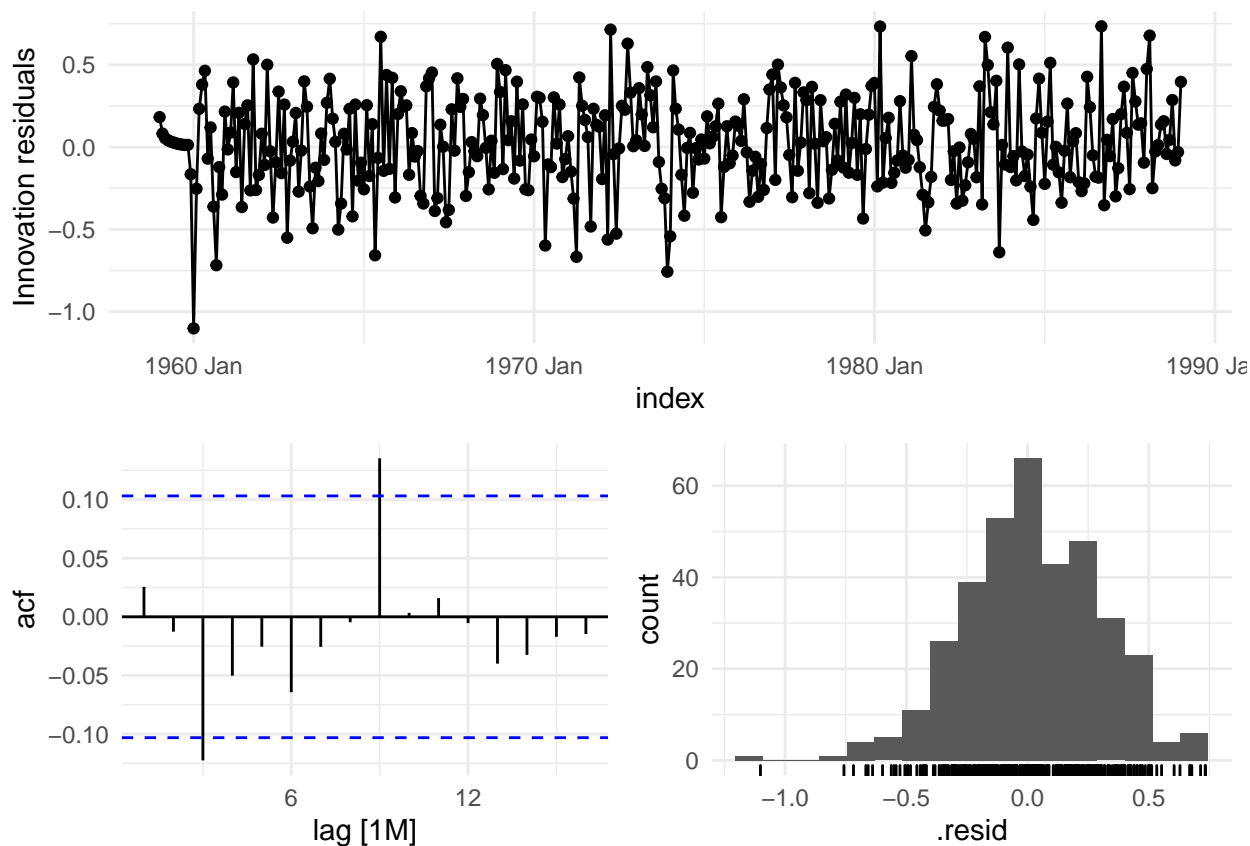 Innovation residuals
0.5
0.0
−0.5
−1.0
1960 Jan
1970 Jan
1980 Jan
1990 Ja
index
acf
0.10
0.05
0.00
−0.05
−0.10
6
12
lag [1M]
count
60
40
20
0
−1.0
−0.5
0.0
0.5
.resid